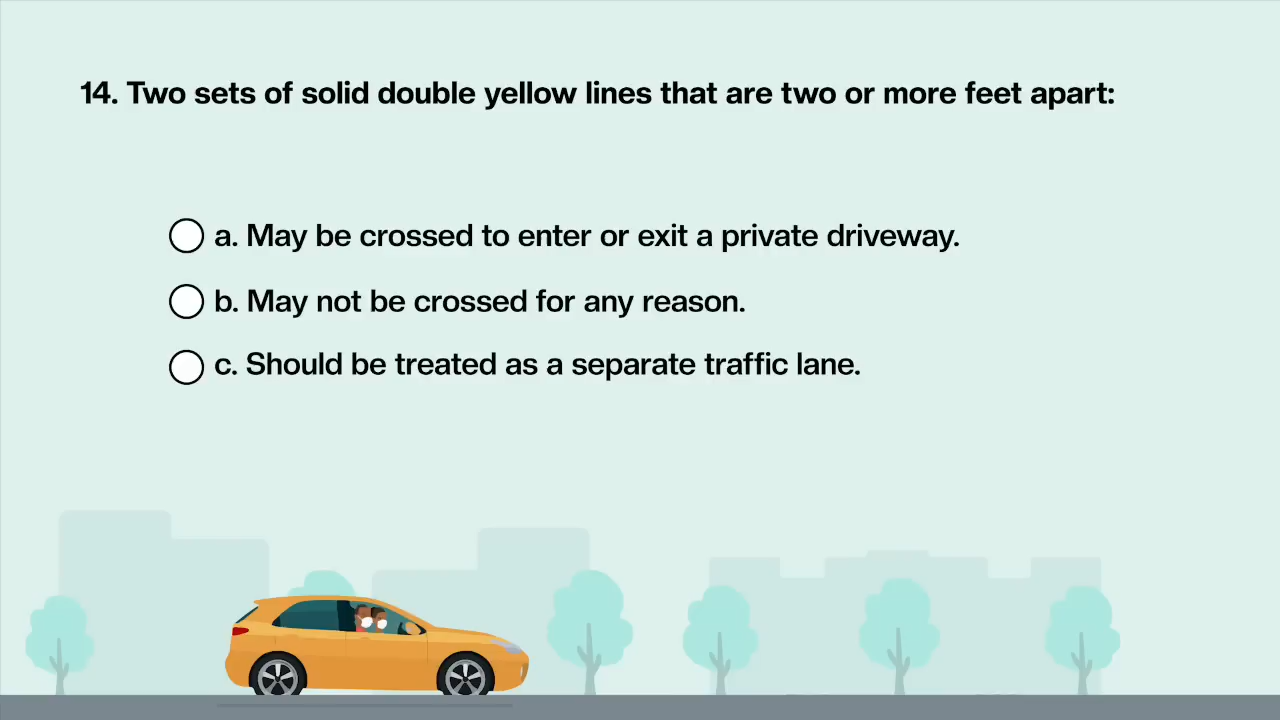 14. Two sets of solid double yellow lines that are two or more feet apart:
a. May be crossed to enter or exit a private driveway.
b. May not be crossed for any reason.
c. Should be treated as a separate traffic lane.